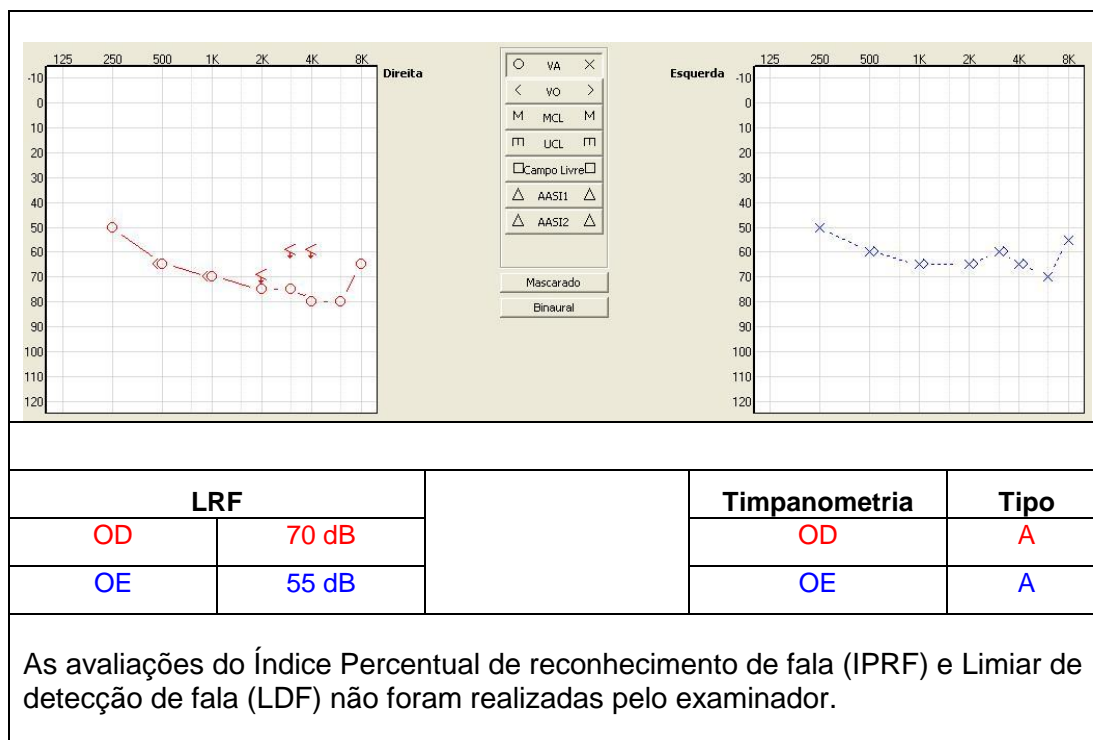 125 250 500 1K 2K 4K 8K
Direita
-10
0
10
20
30
40
50
60
70
80
90
100
110
120
VA
VO
M MCL M
UCL
Campo Livre
AASI1
AASI2
Mascarado
Binaural
125 250 500 1K 2K 4K 8K
Esquerda
-10
0
10
20
30
40
50
60
70
80
90
100
110
120
LRF
OD 70 dB
OE 55 dB
Timpanometria Tipo
OD A
OE A
As avaliações do Índice Percentual de reconhecimento de fala (IPRF) e Limiar de
detecção de fala (LDF) não foram realizadas pelo examinador.